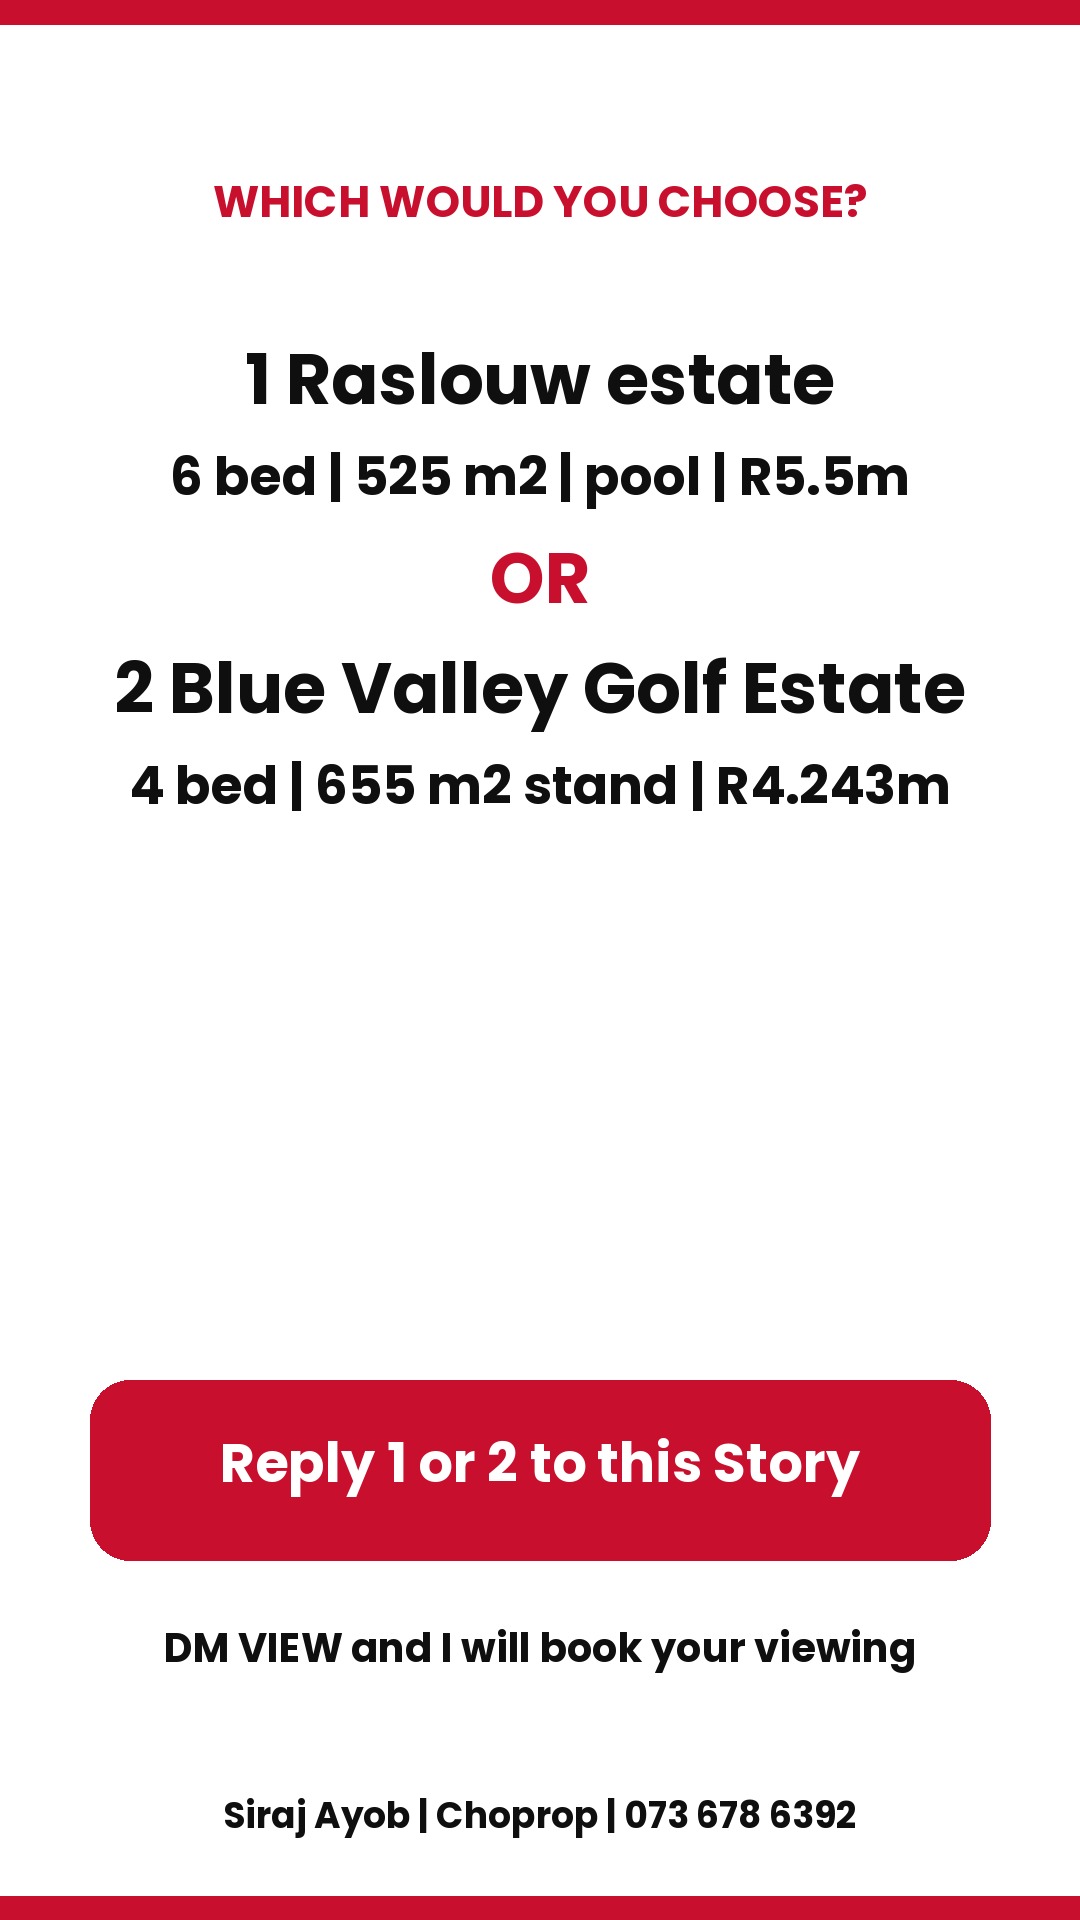 WHICH WOULD YOU CHOOSE?
1 Raslouw estate
6 bed | 525 m2 | pool | R5.5m
OR
2 Blue Valley Golf Estate
4 bed | 655 m2 stand | R4.243m
Reply 1 or 2 to this Story
DM VIEW and I will book your viewing
Siraj Ayob | Choprop | 073 678 6392